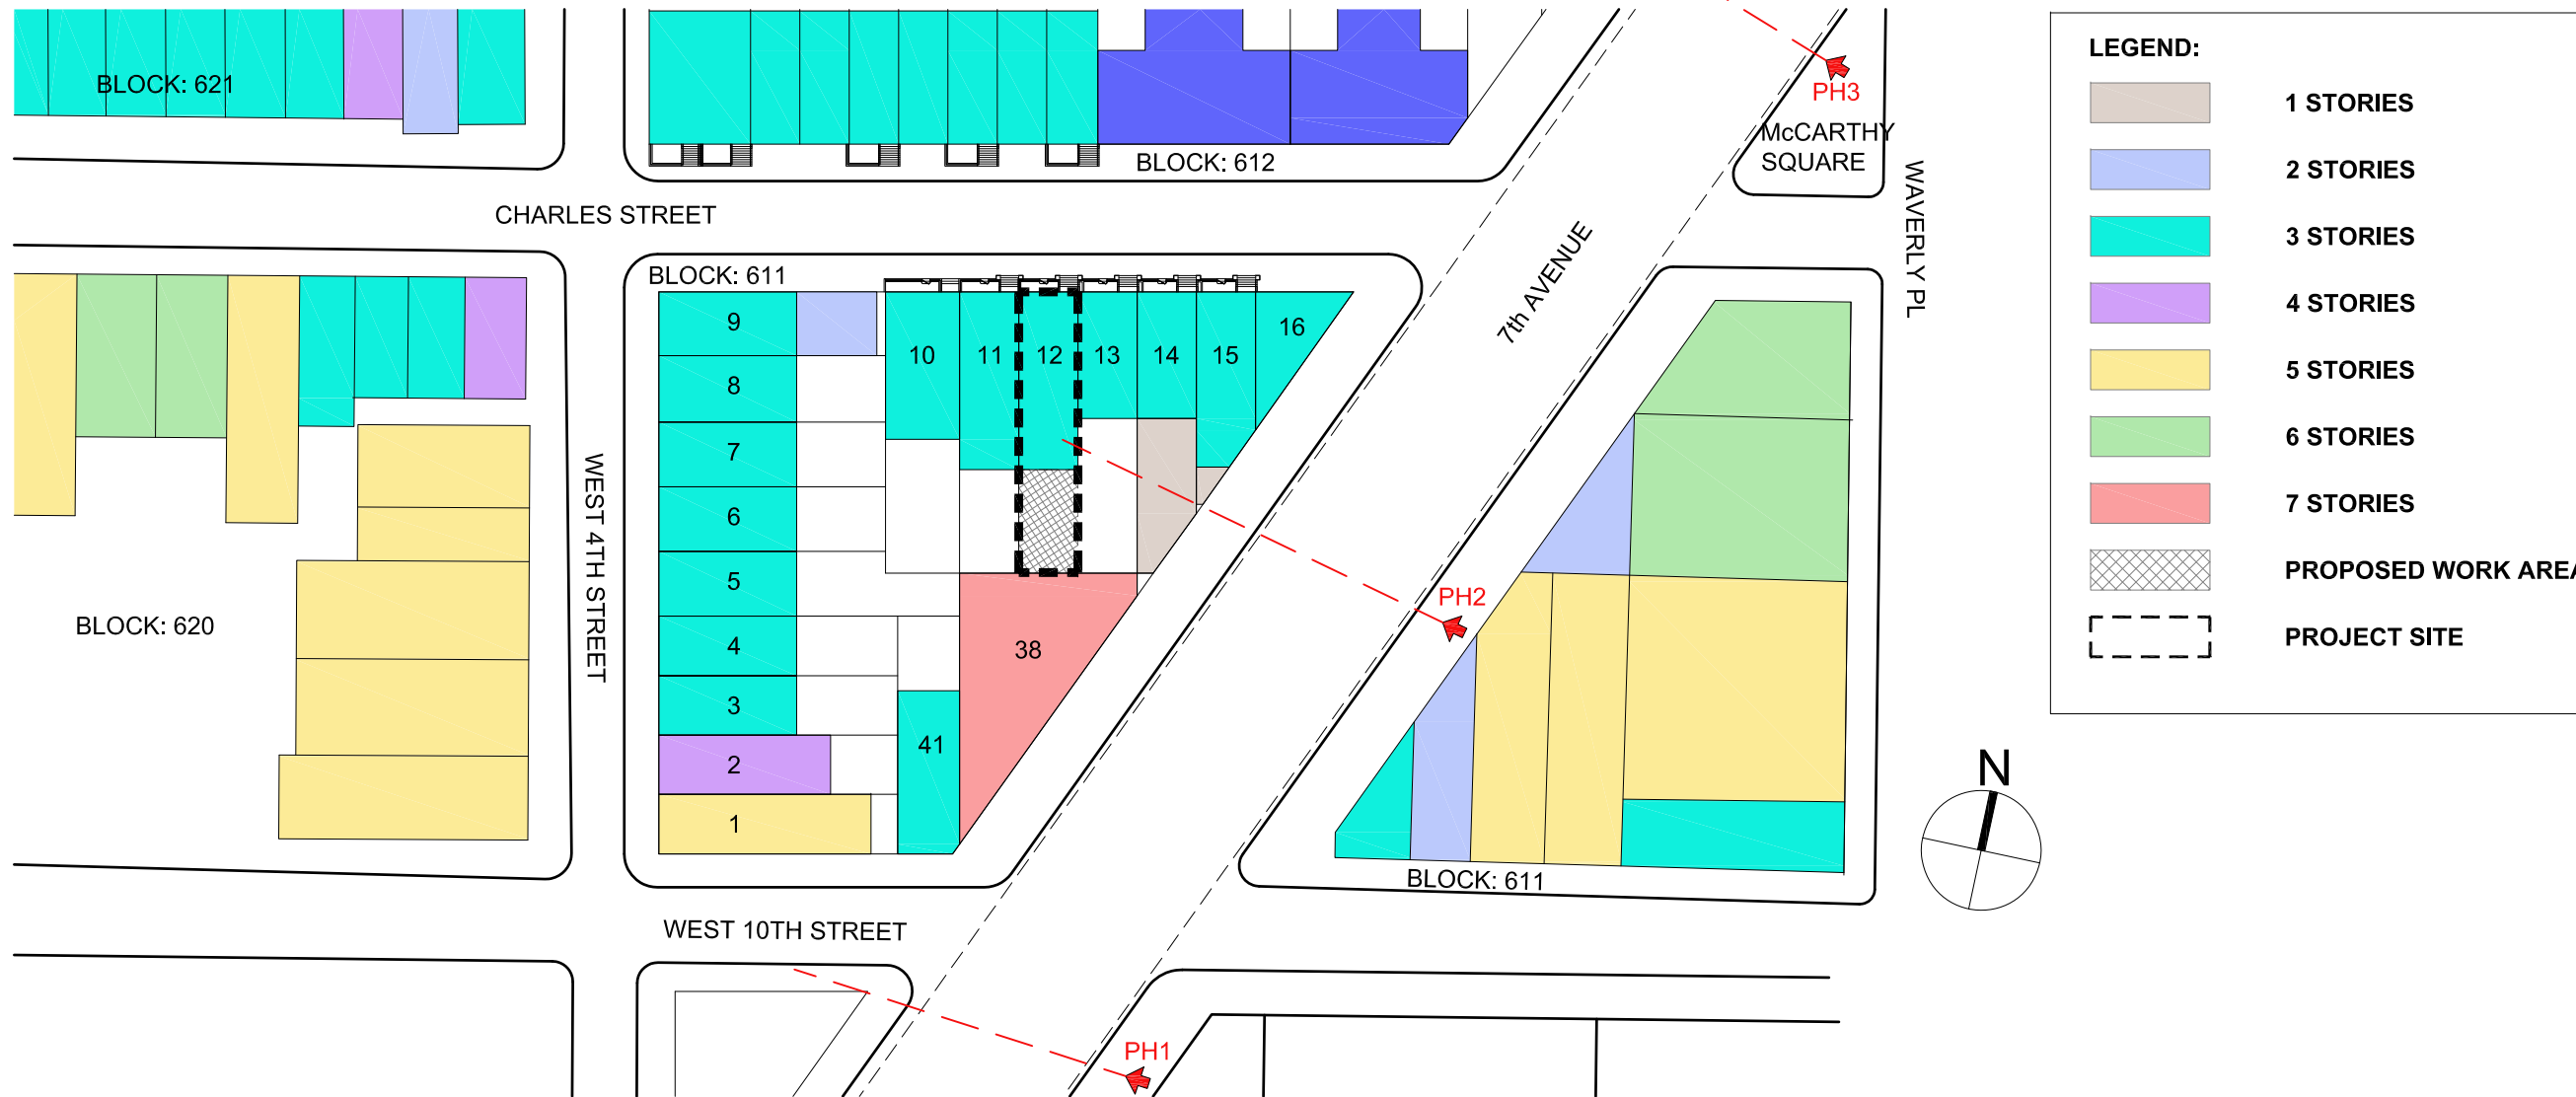 BLOCK: 621
BLOCK: 612
CHARLES STREET
PH3
McCARTHY
SQUARE
WAVERLY PL
7th AVENUE
BLOCK: 611
9
8
7
6
5
4
3
2
1
10
11
12
13
14
15
16
38
41
WEST 4TH STREET
BLOCK: 620
PH2
BLOCK: 611
WEST 10TH STREET
PH1
LEGEND:
1 STORIES
2 STORIES
3 STORIES
4 STORIES
5 STORIES
6 STORIES
7 STORIES
PROPOSED WORK AREA
PROJECT SITE
N